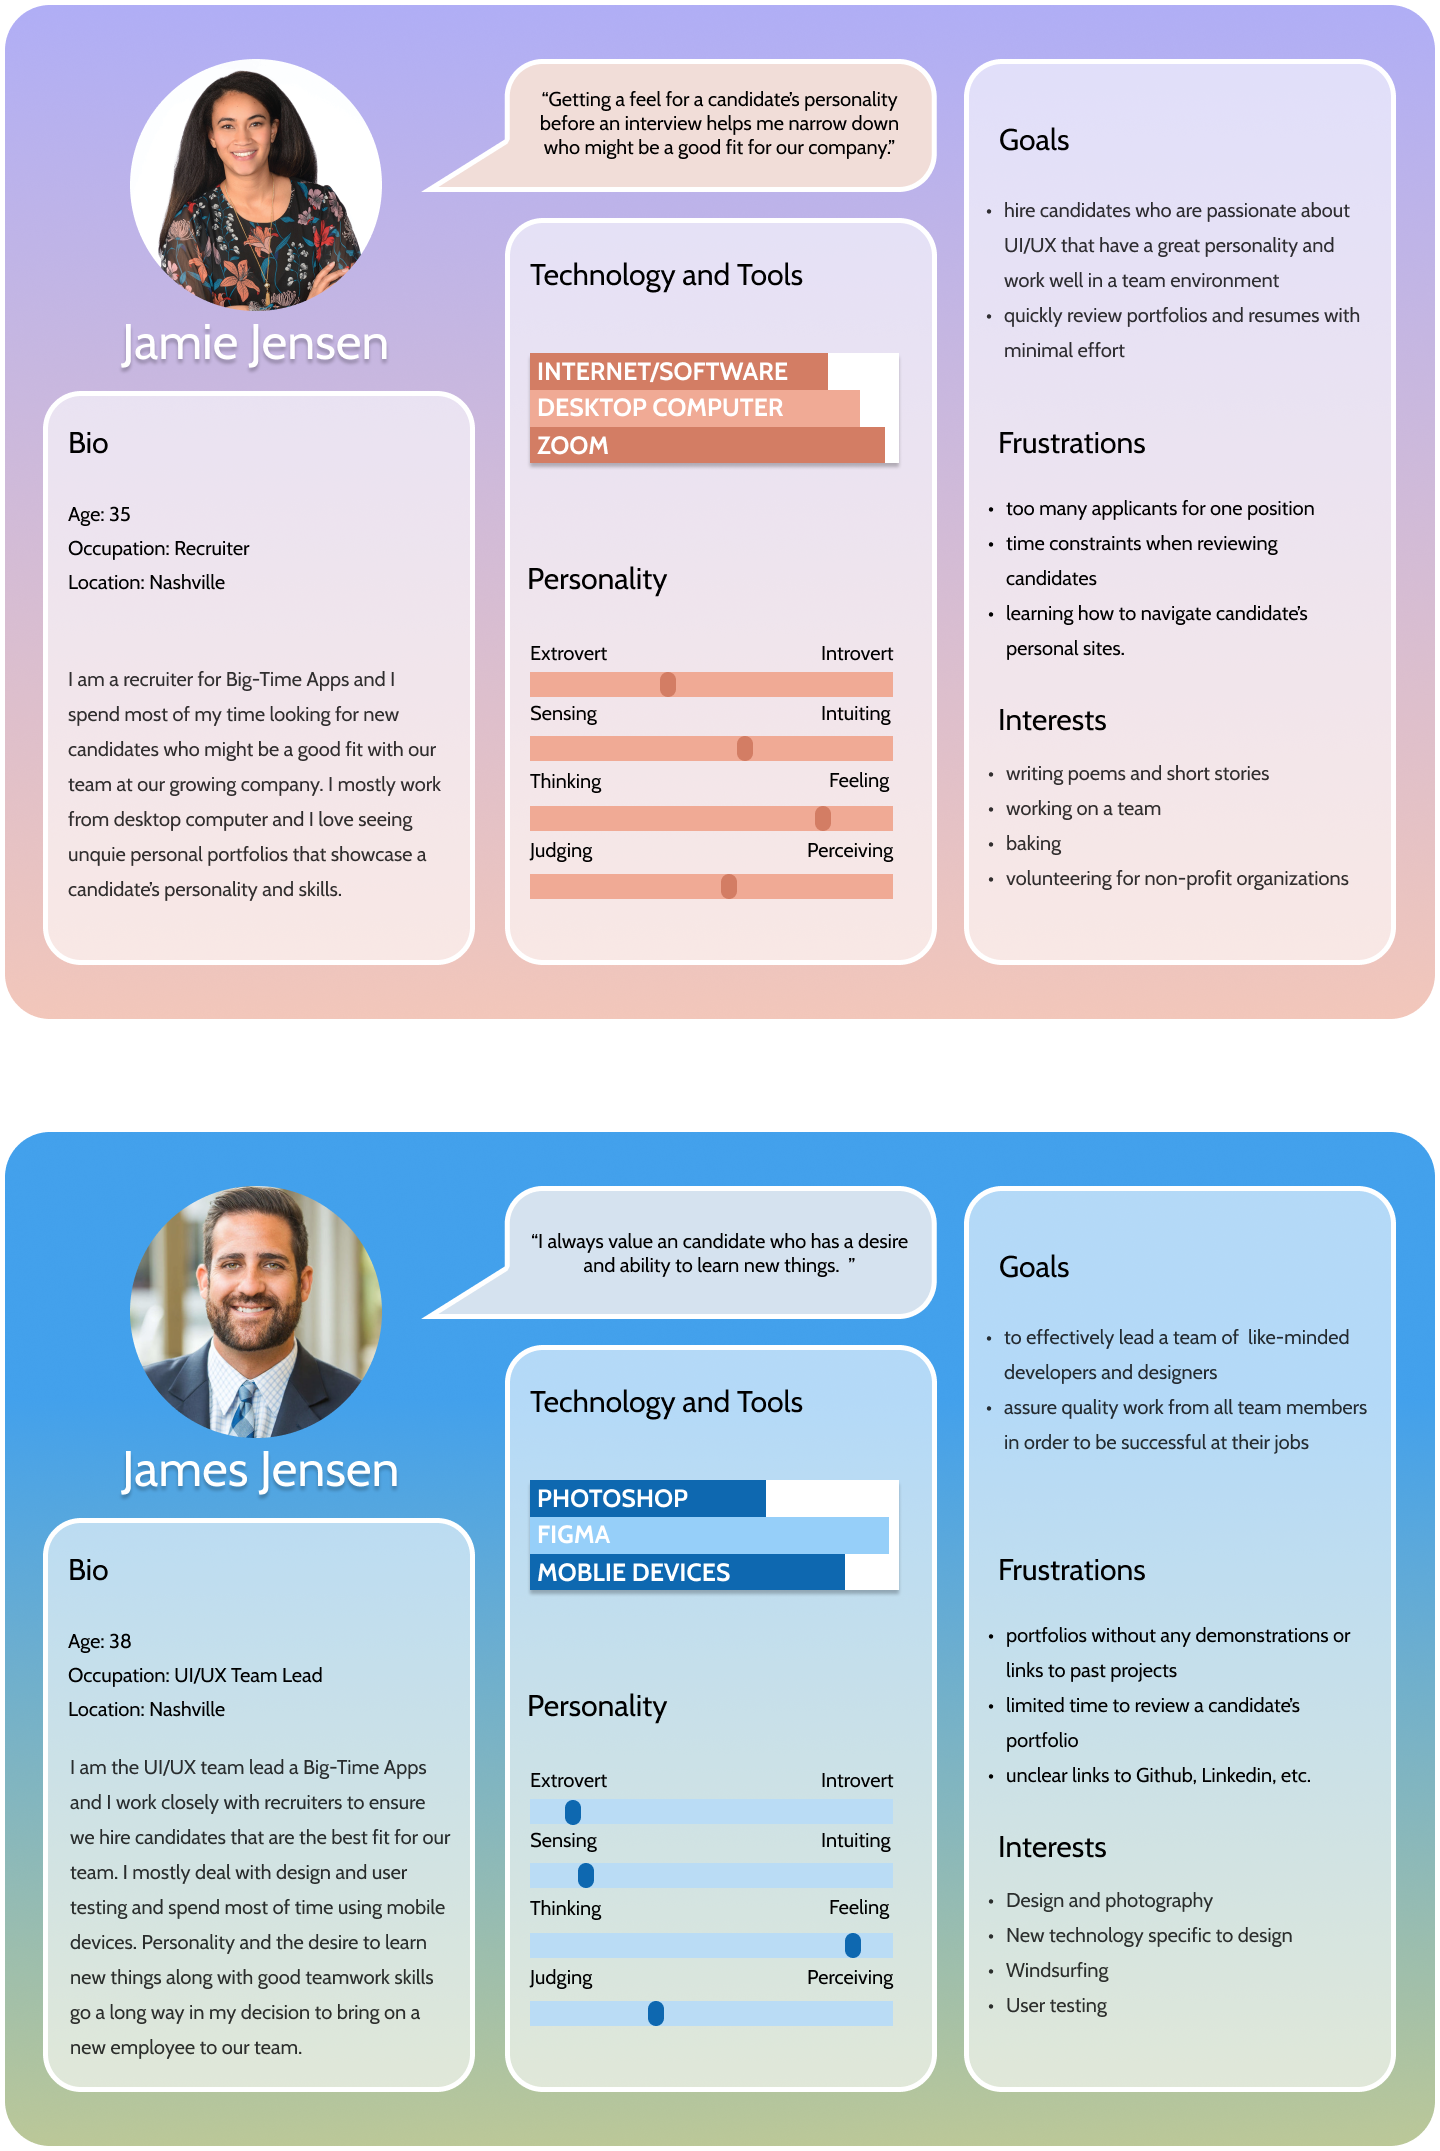 “Getting a feel for a candidate’s personality
before an interview helps me narrow down
who might be a good fit for our company.”
Jamie Jensen
Bio
Age: 35
Occupation: Recruiter
Location: Nashville
I am a recruiter for Big-Time Apps and I
spend most of my time looking for new
candidates who might be a good fit with our
team at our growing company. I mostly work
from desktop computer and I love seeing
unquie personal portfolios that showcase a
candidate’s personality and skills.
Technology and Tools
INTERNET/SOFTWARE
DESKTOP COMPUTER
ZOOM
Personality
Extrovert Introvert
Sensing Intuiting
Thinking Feeling
Judging Perceiving
Goals
• hire candidates who are passionate about
UI/UX that have a great personality and
work well in a team environment
• quickly review portfolios and resumes with
minimal effort
Frustrations
• too many applicants for one position
• time constraints when reviewing
candidates
• learning how to navigate candidate’s
personal sites.
Interests
• writing poems and short stories
• working on a team
• baking
• volunteering for non-profit organizations
“I always value an candidate who has a desire
and ability to learn new things. ”
James Jensen
Bio
Age: 38
Occupation: UI/UX Team Lead
Location: Nashville
I am the UI/UX team lead a Big-Time Apps
and I work closely with recruiters to ensure
we hire candidates that are the best fit for our
team. I mostly deal with design and user
testing and spend most of time using mobile
devices. Personality and the desire to learn
new things along with good teamwork skills
go a long way in my decision to bring on a
new employee to our team.
Technology and Tools
PHOTOSHOP
FIGMA
MOBLIE DEVICES
Personality
Extrovert Introvert
Sensing Intuiting
Thinking Feeling
Judging Perceiving
Goals
• to effectively lead a team of like-minded
developers and designers
• assure quality work from all team members
in order to be successful at their jobs
Frustrations
• portfolios without any demonstrations or
links to past projects
• limited time to review a candidate’s
portfolio
• unclear links to Github, Linkedin, etc.
Interests
• Design and photography
• New technology specific to design
• Windsurfing
• User testing